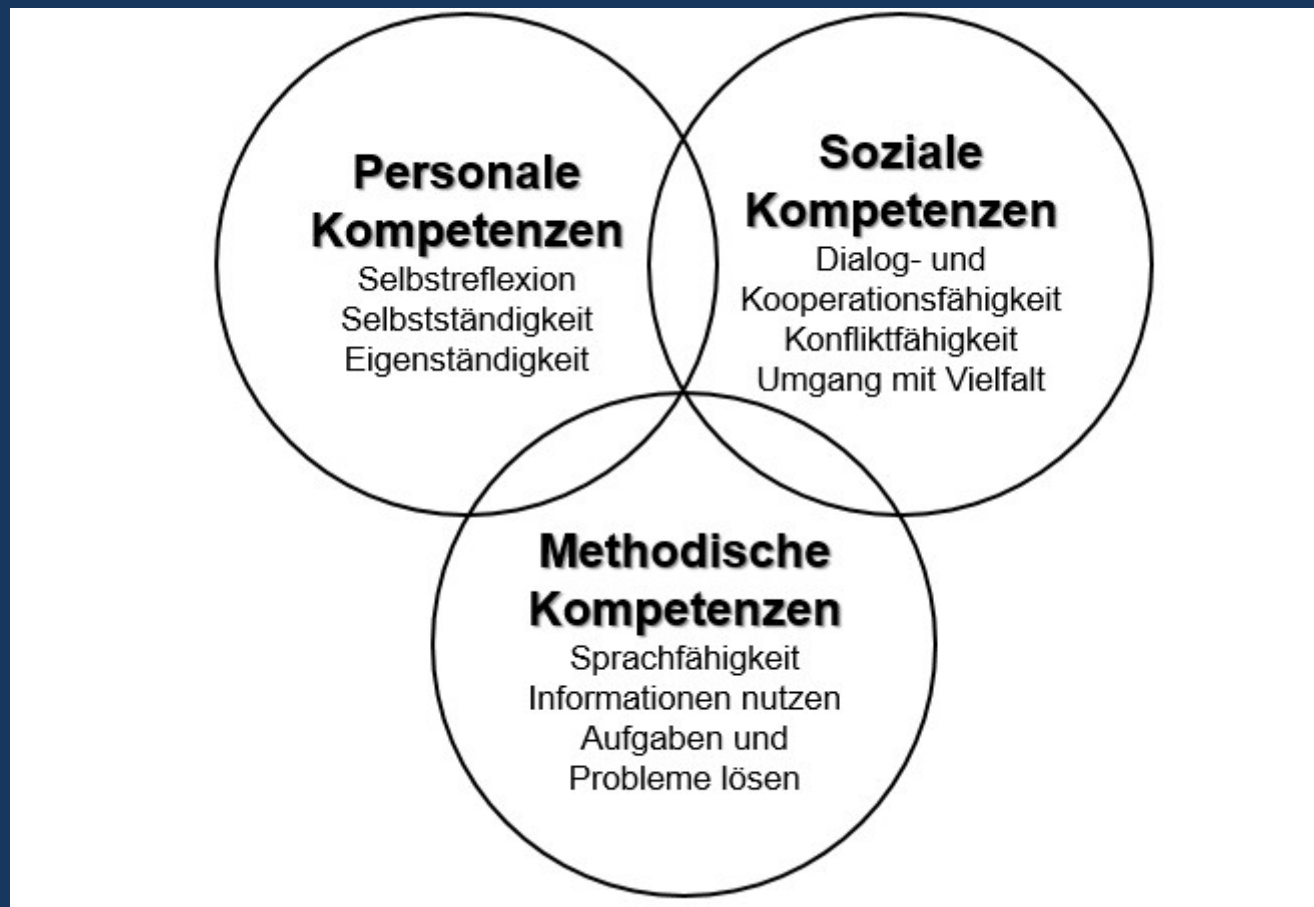 Personale
Kompetenzen
Selbstreflexion
Selbstständigkeit
Eigenständigkeit
Soziale
Kompetenzen
Dialog- und
Kooperationsfähigkeit
Konfliktfähigkeit
Umgang mit Vielfalt
Methodische
Kompetenzen
Sprachfähigkeit
Informationen nutzen
Aufgaben und
Probleme lösen